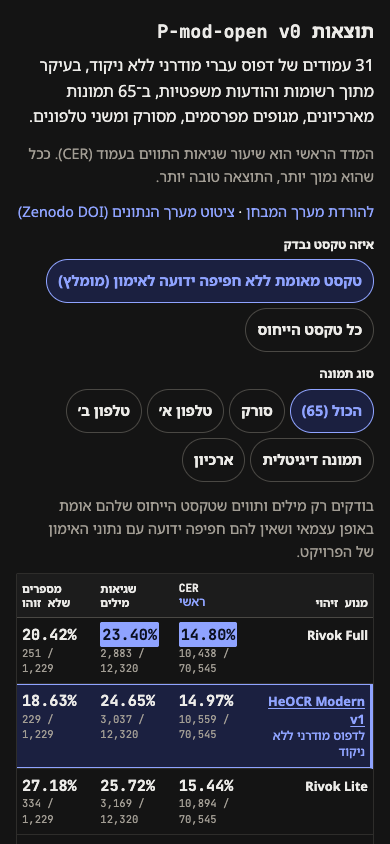 תוצאות P-mod-open v0
31 עמודים של דפוס עברי מודרני ללא ניקוד, בעיקר
מתוך רשומות והודעות משפטיות, ב־65 תמונות
מארכיונים, מגופים מפרסמים, מסורק ומשני טלפונים.
המדד הראשי הוא שיעור שגיאות התווים בעמוד (CER). ככל
שהוא נמוך יותר, התוצאה טובה יותר.
להורדת מערך המבחן · ציטוט מערך הנתונים (Zenodo DOI)
איזה טקסט נבדק
טקסט מאומת ללא חפיפה ידועה לאימון (מומלץ)
כל טקסט הייחוס
סוג תמונה
הכול (65) סורק טלפון א׳ טלפון ב׳
תמונה דיגיטלית ארכיון
בודקים רק מילים ותווים שטקסט הייחוס שלהם אומת
באופן עצמאי ושאין להם חפיפה ידועה עם נתוני האימון
של הפרויקט.
מנוע זיהוי CER שגיאות מספרים
ראשי מילים שלא זוהו
Rivok Full 14.80% 23.40% 20.42%
10,438 / 2,883 / 251 /
70,545 12,320 1,229
HeOCR Modern 14.97% 24.65% 18.63%
v1 10,559 / 3,037 / 229 /
לדפוס מודרני ללא 70,545 12,320 1,229
ניקוד
Rivok Lite 15.44% 25.72% 27.18%
10,894 / 3,169 / 334 /
70,545 12,320 1,229